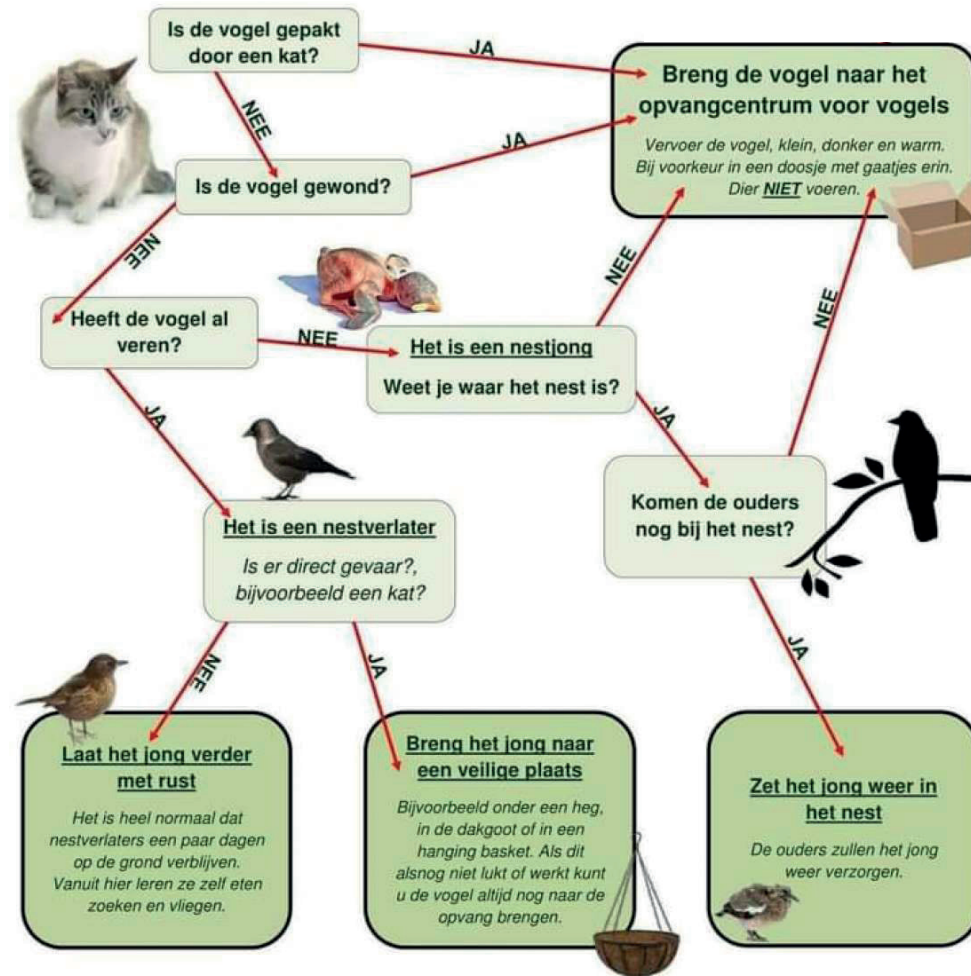 Is de vogel gepakt
door een kat?
JA
NEE
Breng de vogel naar het
opvangcentrum voor vogels
Vervoer de vogel, klein, donker en warm.
Bij voorkeur in een doosje met gaatjes erin.
Dier NIET voeren.
JA
Is de vogel gewond?
NEE
NEE
NEE
Heeft de vogel al
veren?
NEE
Het is een nestjong
Weet je waar het nest is?
JA
JA
Komen de ouders
nog bij het nest?
Het is een nestverlater
Is er direct gevaar?,
bijvoorbeeld een kat?
NEE
JA
JA
Laat het jong verder
met rust
Het is heel normaal dat
nestverlaters een paar dagen
op de grond verblijven.
Vanuit hier leren ze zelf eten
zoeken en vliegen.
Breng het jong naar
een veilige plaats
Bijvoorbeeld onder een heg,
in de dakgoot of in een
hanging basket. Als dit
alsnog niet lukt of werkt kunt
u de vogel altijd nog naar de
opvang brengen.
Zet het jong weer in
het nest
De ouders zullen het jong
weer verzorgen.